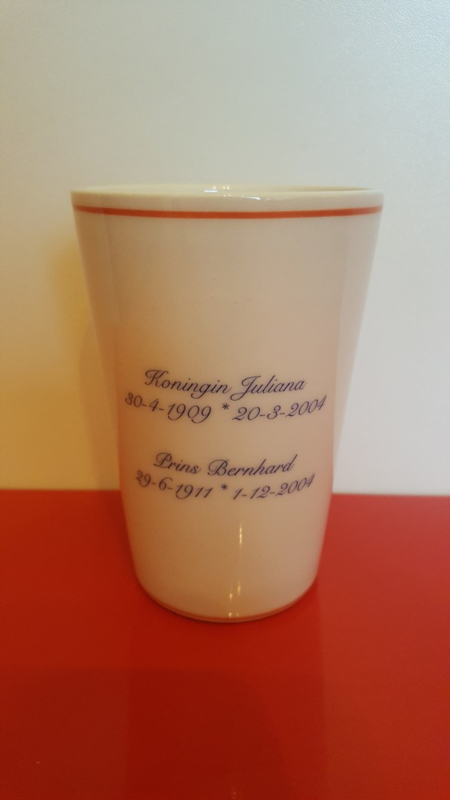 Koningin Juliana
30-4-1909 * 20-3-2004
Prins Bernhard
29-6-1911 * 1-12-2004